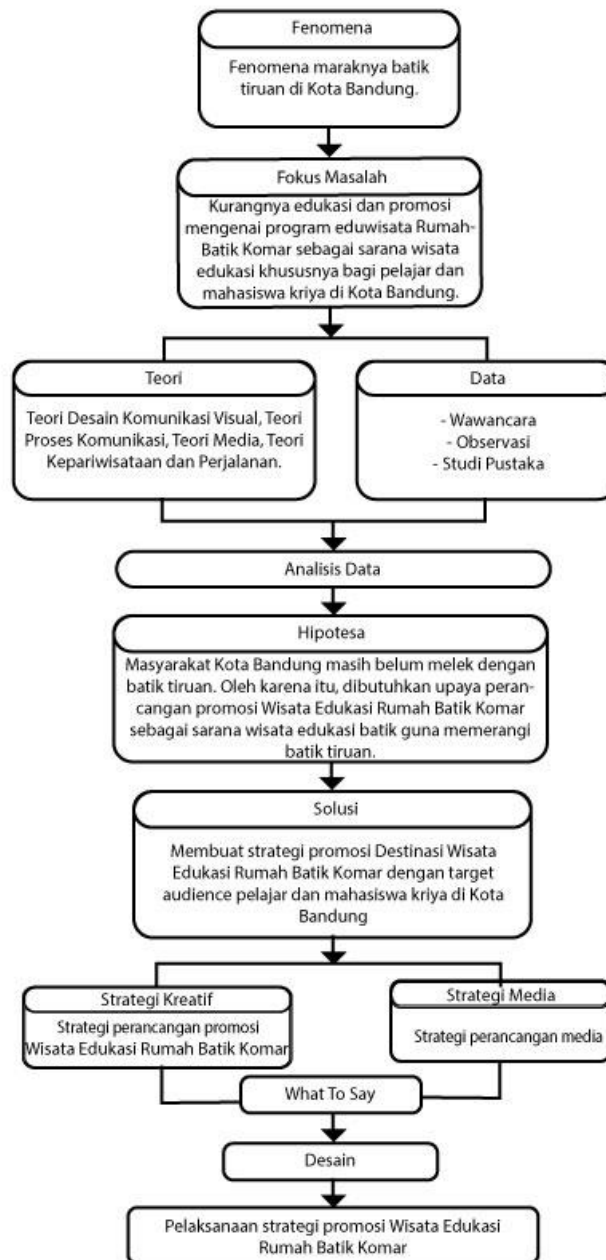 Fenomena
Fenomena maraknya batik
tiruan di Kota Bandung.
Fokus Masalah
Kurangnya edukasi dan promosi
mengenai program eduwisata Rumah-
Batik Komar sebagai sarana wisata
edukasi khususnya bagi pelajar dan
mahasiswa kriya di Kota Bandung.
Teori
Teori Desain Komunikasi Visual, Teori
Proses Komunikasi, Teori Media, Teori
Kepariwisataan dan Perjalanan.
Data
- Wawancara
- Observasi
- Studi Pustaka
Analisis Data
Hipotesa
Masyarakat Kota Bandung masih belum melek dengan
batik tiruan. Oleh karena itu, dibutuhkan upaya peran-
cangan promosi Wisata Edukasi Rumah Batik Komar
sebagai sarana wisata edukasi batik guna memerangi
batik tiruan.
Solusi
Membuat strategi promosi Destinasi Wisata
Edukasi Rumah Batik Komar dengan target
audience pelajar dan mahasiswa kriya di Kota
Bandung
Strategi Kreatif
Strategi perancangan promosi
Wisata Edukasi Rumah Batik Komar
Strategi Media
Strategi perancangan media
What To Say
Desain
Pelaksanaan strategi promosi Wisata Edukasi
Rumah Batik Komar